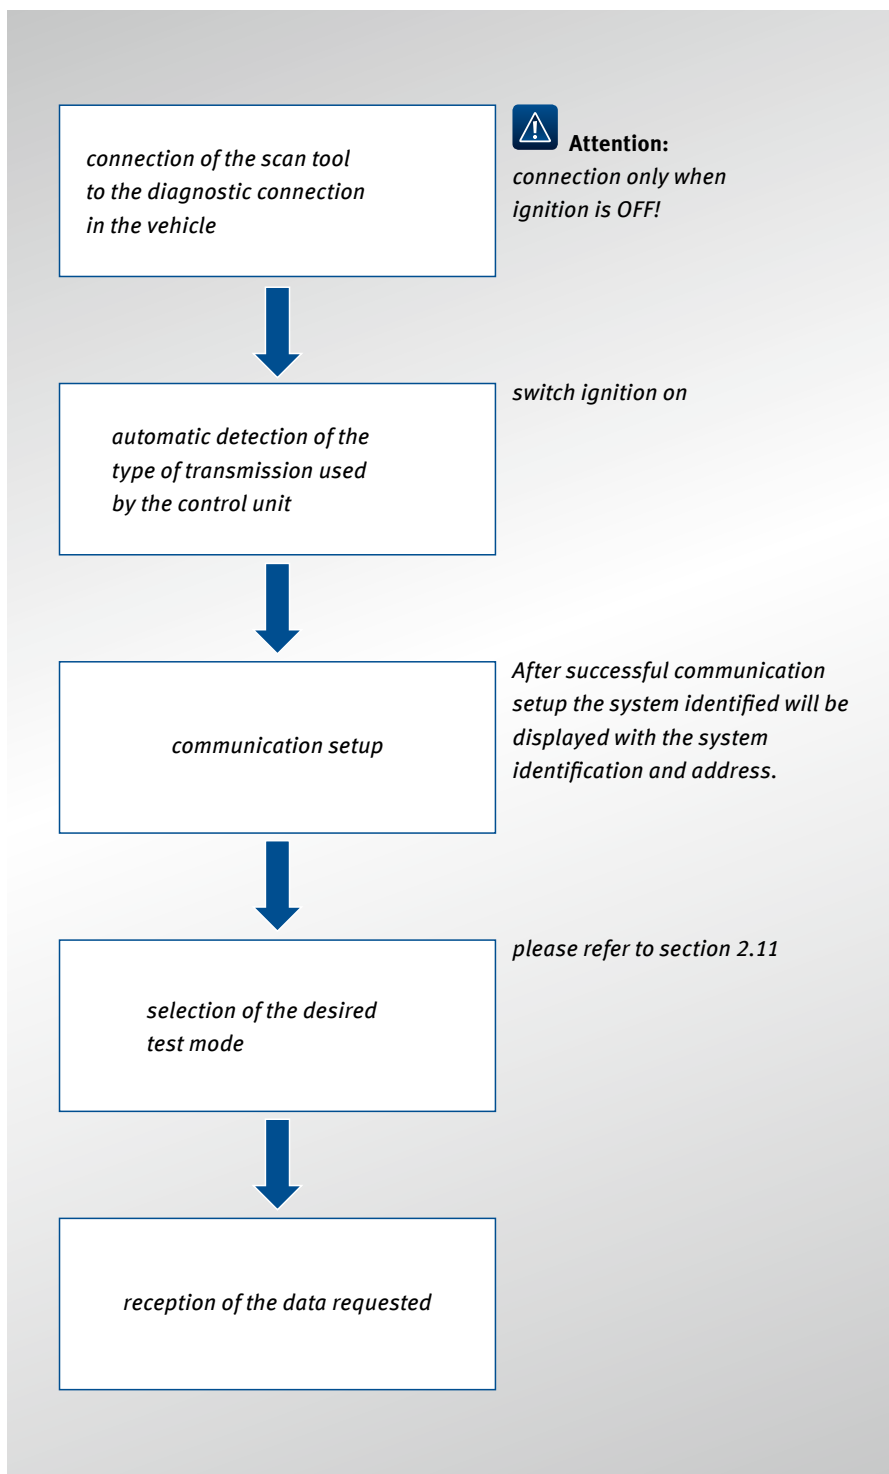 connection of the scan tool
to the diagnostic connection
in the vehicle
Attention:
connection only when
ignition is OFF!
automatic detection of the
type of transmission used
by the control unit
switch ignition on
communication setup
After successful communication
setup the system identified will be
displayed with the system
identification and address.
selection of the desired
test mode
please refer to section 2.11
reception of the data requested